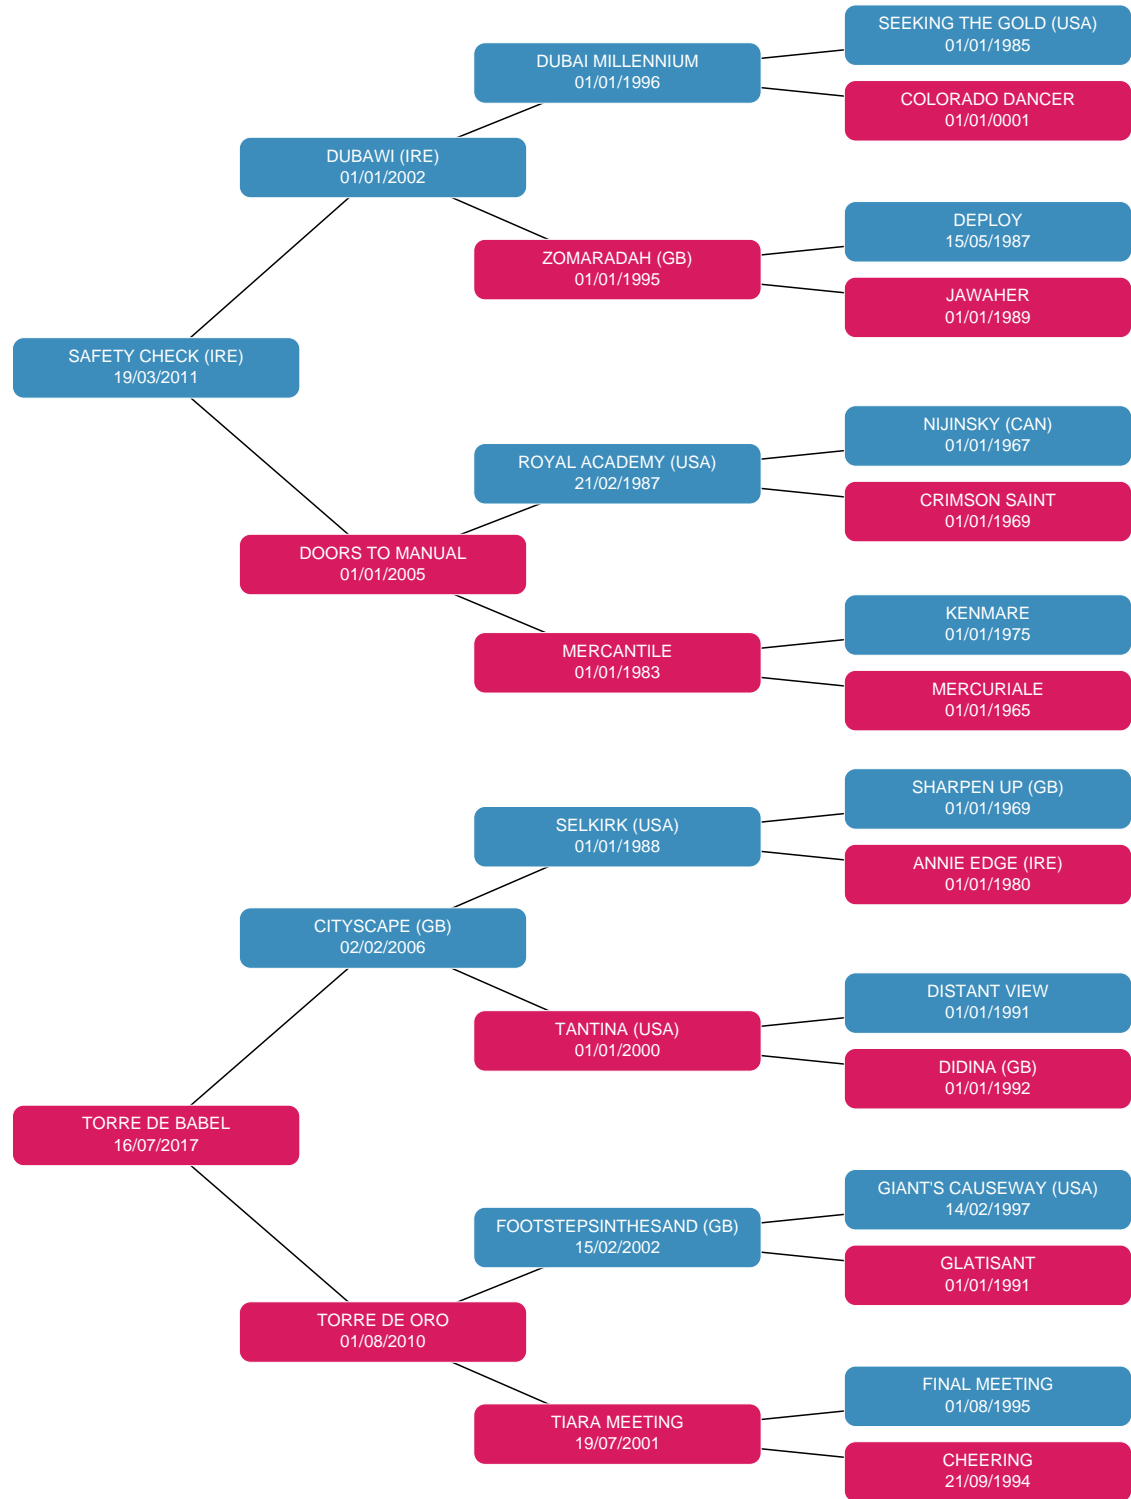 SEEKING THE GOLD (USA)
01/01/1985
DUBAI MILLENNIUM
01/01/1996
COLORADO DANCER
01/01/0001
DUBAWI (IRE)
01/01/2002
DEPLOY
15/05/1987
ZOMARADAH (GB)
01/01/1995
JAWAHER
01/01/1989
SAFETY CHECK (IRE)
19/03/2011
NIJINSKY (CAN)
01/01/1967
ROYAL ACADEMY (USA)
21/02/1987
CRIMSON SAINT
01/01/1969
DOORS TO MANUAL
01/01/2005
KENMARE
01/01/1975
MERCANTILE
01/01/1983
MERCURIALE
01/01/1965
SHARPEN UP (GB)
01/01/1969
SELKIRK (USA)
01/01/1988
ANNIE EDGE (IRE)
01/01/1980
CITYSCAPE (GB)
02/02/2006
DISTANT VIEW
01/01/1991
TANTINA (USA)
01/01/2000
DIDINA (GB)
01/01/1992
TORRE DE BABEL
16/07/2017
GIANT'S CAUSEWAY (USA)
14/02/1997
FOOTSTEPSINTHESAND (GB)
15/02/2002
GLATISANT
01/01/1991
TORRE DE ORO
01/08/2010
FINAL MEETING
01/08/1995
TIARA MEETING
19/07/2001
CHEERING
21/09/1994